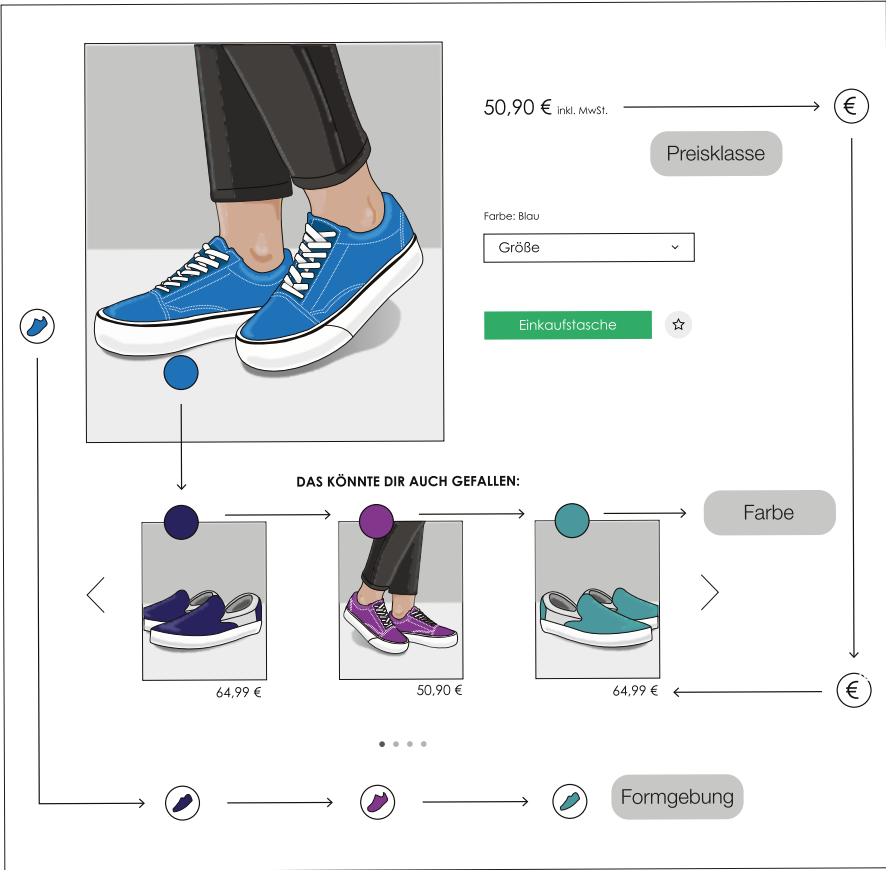 50,90 € inkl. MwSt.
€
Preisklasse
Farbe: Blau
Größe
Einkaufstasche
DAS KÖNNTE DIR AUCH GEFALLEN:
Farbe
64,99 €
50,90 €
64,99 €
€
Formgebung